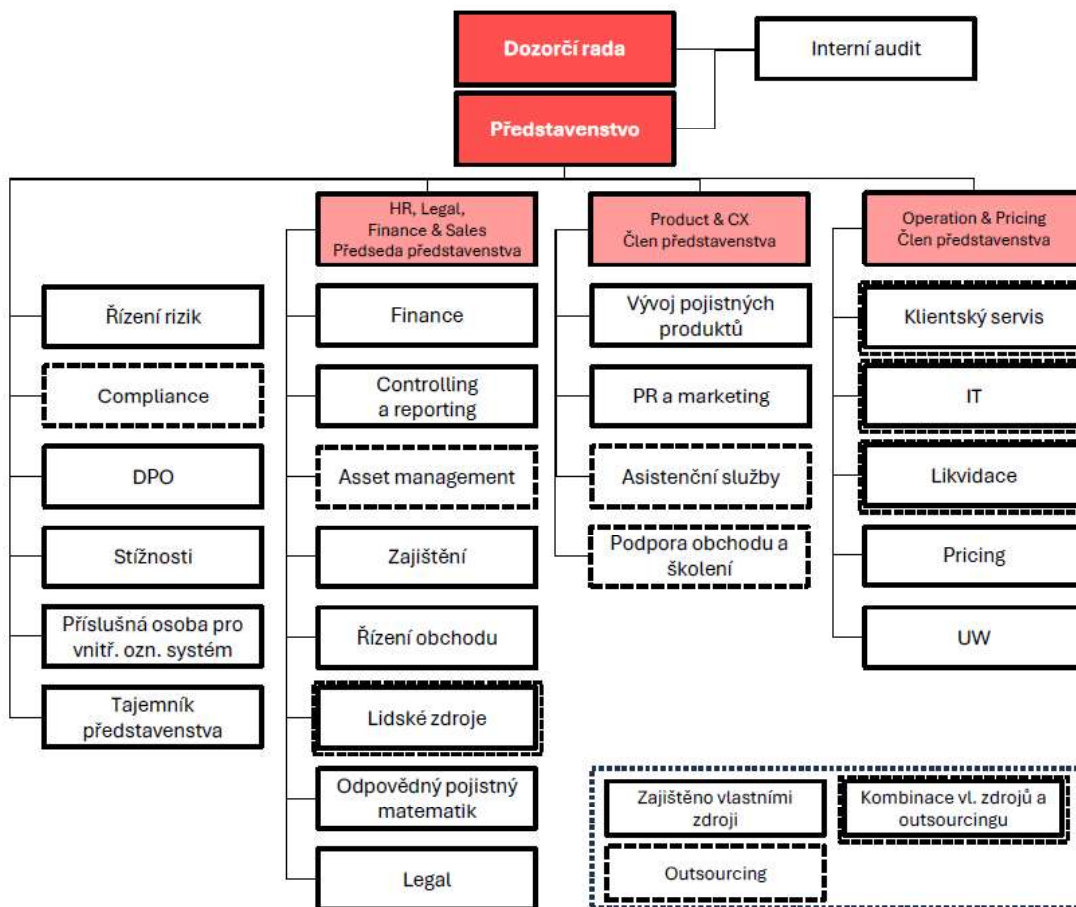 Dozorčí rada
Interní audit
Představenstvo
HR, Legal,
Finance & Sales
Předseda představenstva
Product & CX
Člen představenstva
Operation & Pricing
Člen představenstva
Řízení rizik
Compliance
DPO
Stížnosti
Příslušná osoba pro
vnitř. ozn. systém
Tajemník
představenstva
Finance
Controlling
a reporting
Asset management
Zajištění
Řízení obchodu
Lidské zdroje
Odpovědný pojistný
matematik
Legal
Vývoj pojistných
produktů
PR a marketing
Asistenční služby
Podpora obchodu a
školení
Klientský servis
IT
Likvidace
Pricing
UW
Zajištěno vlastními
zdroji
Kombinace vl. zdrojů a
outsourcingu
Outsourcing